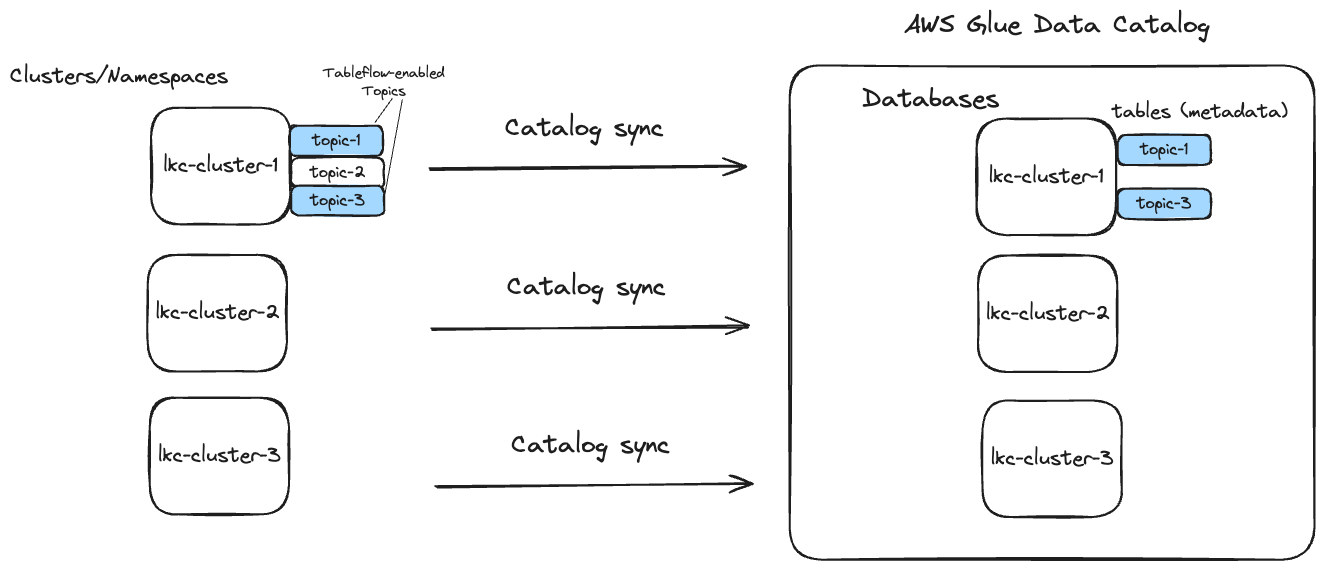 AWS Glue Data Catalog
Clusters/Namespaces
Tableflow-enabled
Topics
lkc-cluster-1
topic-1
topic-2
topic-3
Catalog sync
Databases
tables (metadata)
lkc-cluster-1
topic-1
topic-3
lkc-cluster-2
Catalog sync
lkc-cluster-2
lkc-cluster-3
Catalog sync
lkc-cluster-3